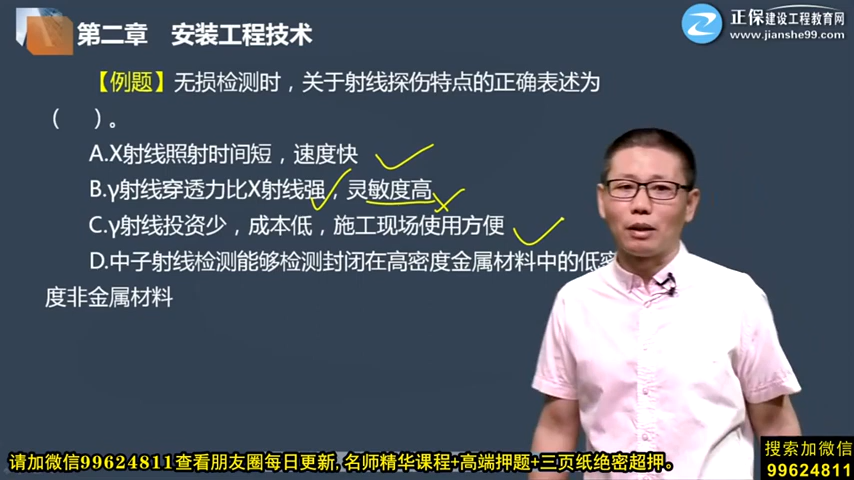 第二章 安装工程技术
正保建设工程教育网
www.jianshe99.com
【例题】无损检测时，关于射线探伤特点的正确表述为
（ ）。
A.X射线照射时间短，速度快
B.γ射线穿透力比X射线强，灵敏度高
C.γ射线投资少，成本低，施工现场使用方便
D.中子射线检测能够检测封闭在高密度金属材料中的低密
度非金属材料
请加微信99624811查看朋友圈每日更新,名师精华课程+高端押题+三页纸绝密超押。
搜索加微信
99624811